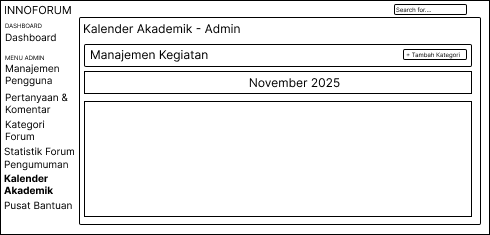 INNOFORUM
Search for....
DASHBOARD
Dashboard
MENU ADMIN
Manajemen
Pengguna
Pertanyaan &
Komentar
Kategori
Forum
Statistik Forum
Pengumuman
Kalender
Akademik
Pusat Bantuan
Kalender Akademik - Admin
Manajemen Kegiatan
+ Tambah Kategori
November 2025